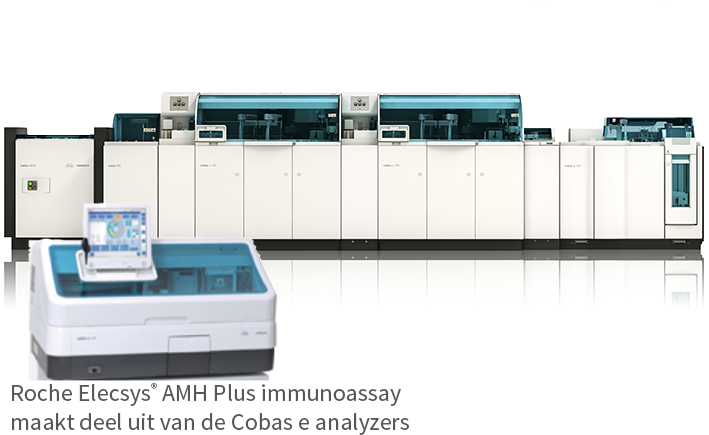 Roche Elecsys® AMH Plus immunoassay
maakt deel uit van de Cobas e analyzers